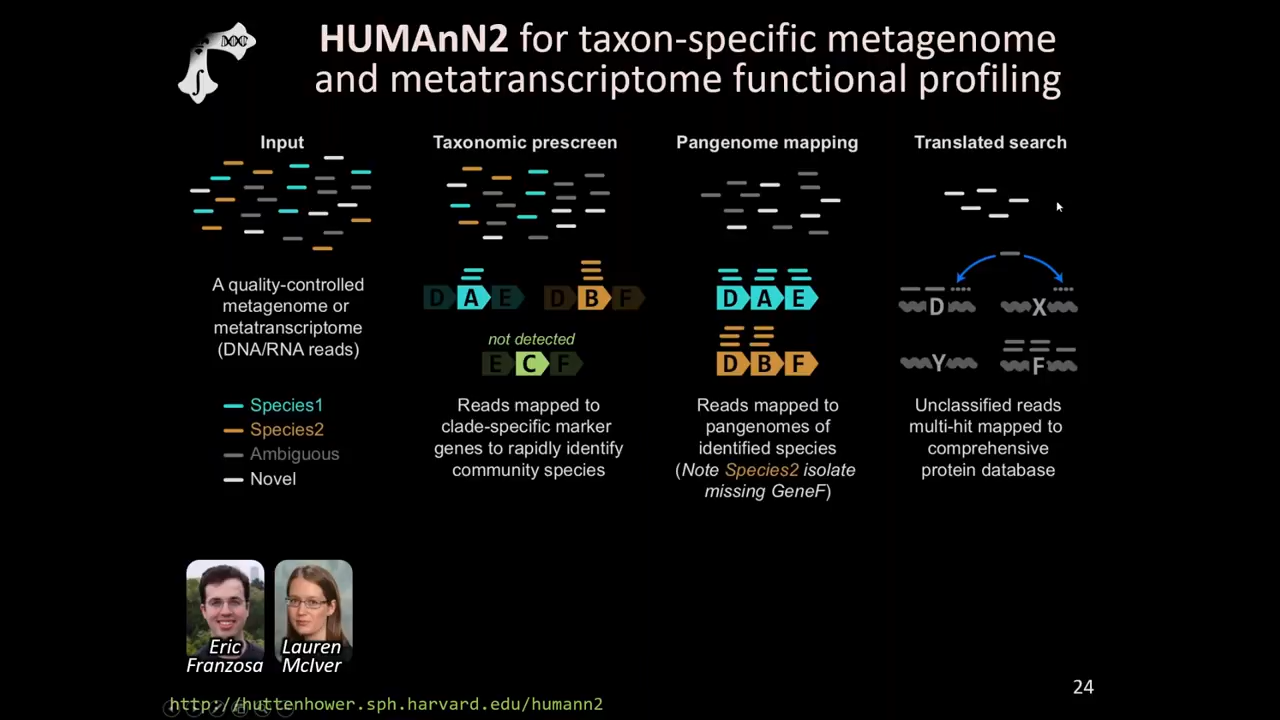 HUMAnN2 for taxon-specific metagenome
and metatranscriptome functional profiling
Input
A quality-controlled
metagenome or
metatranscriptome
(DNA/RNA reads)
Species1
Species2
Ambiguous
Novel
Taxonomic prescreen
D A E
D B F
not detected
E C F
Reads mapped to
clade-specific marker
genes to rapidly identify
community species
Pangenome mapping
D A E
D B F
Reads mapped to
pangenomes of
identified species
(Note Species2 isolate
missing GeneF)
Translated search
D
X
Y
F
Unclassified reads
multi-hit mapped to
comprehensive
protein database
Eric
Franzosa
Lauren
McIver
http://huttenhower.sph.harvard.edu/humann2
24